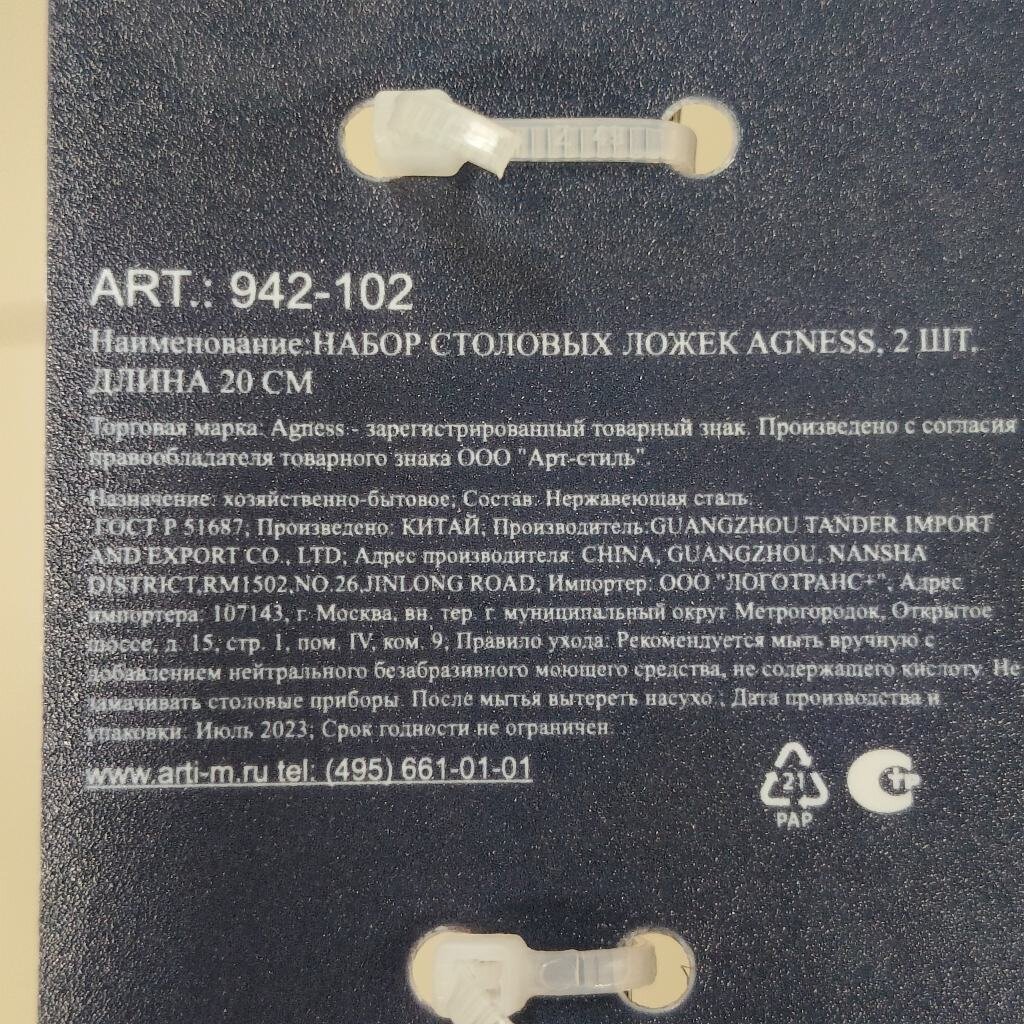 ART.: 942-102
Наименование:НАБОР СТОЛОВЫХ ЛОЖЕК AGNESS, 2 ШТ,
ДЛИНА 20 СМ
Торговая марка: Agness - зарегистрированный товарный знак. Произведено с согласия
правообладателя товарного знака ООО "Арт-стиль".
Назначение: хозяйственно-бытовое; Состав: Нержавеющая сталь.
ГОСТ Р 51687; Произведено: КИТАЙ; Производитель:GUANGZHOU TANDER IMPORT
AND EXPORT CO., LTD; Адрес производителя: CHINA, GUANGZHOU, NANSHA
DISTRICT,RM1502,NO.26,JINLONG ROAD, Импортер: ООО "ЛОГОТРАНС+", Адрес
импортера: 107143, г. Москва, вн. тер. г. муниципальный округ Метрогородок, Открытое
шоссе, д. 15, стр. 1, пом. IV, ком. 9; Правило ухода: Рекомендуется мыть вручную с
добавлением нейтрального безабразивного моющего средства, не содержащего кислоту. Не
замачивать столовые приборы. После мытья вытереть насухо.; Дата производства и
упаковки: Июль 2023; Срок годности не ограничен
www.arti-m.ru tel: (495) 661-01-01
21
PAP